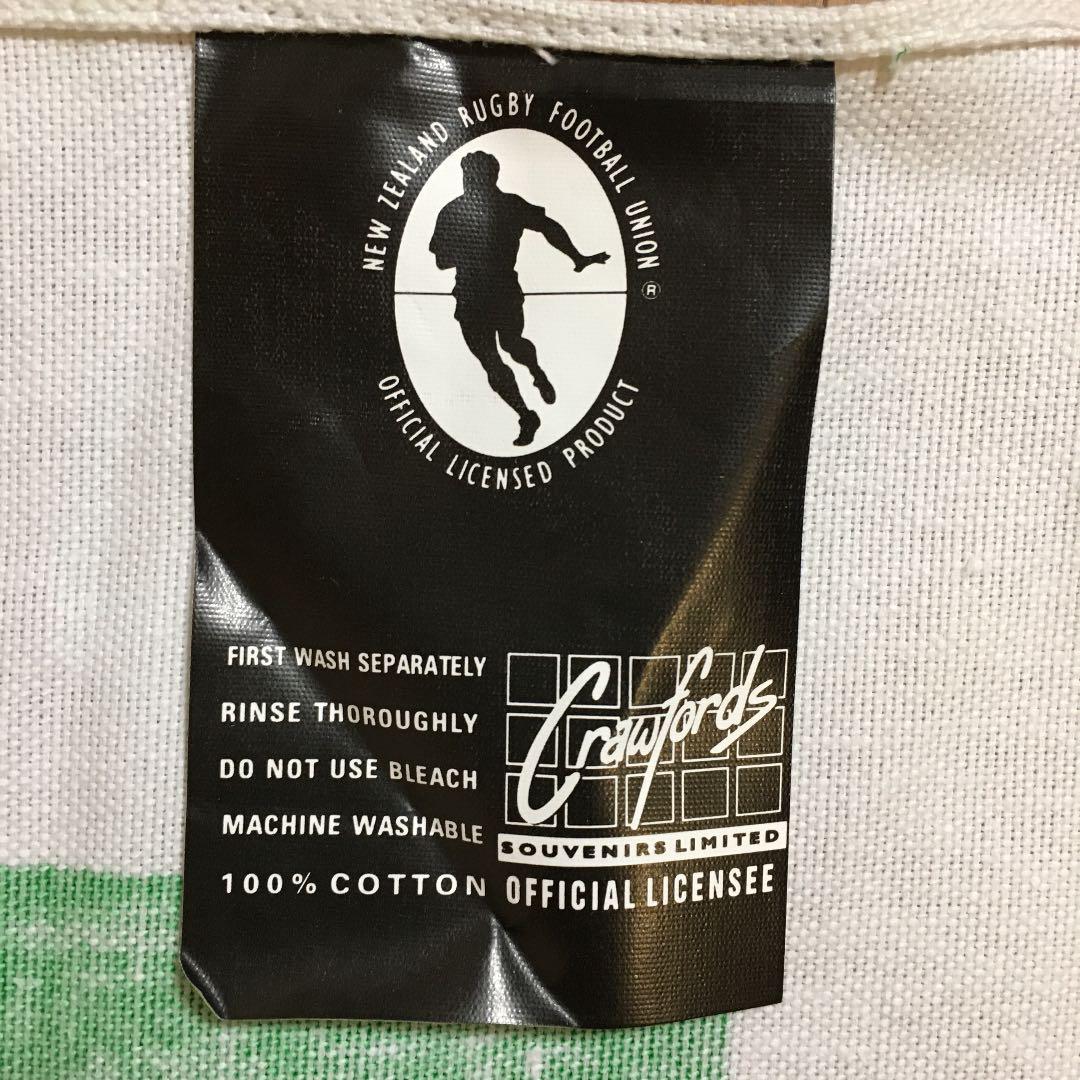 NEW ZEALAND RUGBY FOOTBALL UNION ®
OFFICIAL LICENSED PRODUCT
FIRST WASH SEPARATELY
RINSE THOROUGHLY
DO NOT USE BLEACH
MACHINE WASHABLE
100% COTTON
Crawfords
SOUVENIRS LIMITED
OFFICIAL LICENSEE